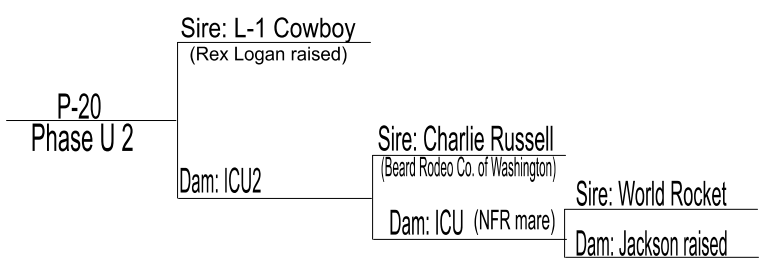 Sire: L-1 Cowboy
(Rex Logan raised)
P-20
Phase U 2
Sire: Charlie Russell
(Beard Rodeo Co. of Washington)
Dam: ICU2
Sire: World Rocket
Dam: ICU (NFR mare)
Dam: Jackson raised